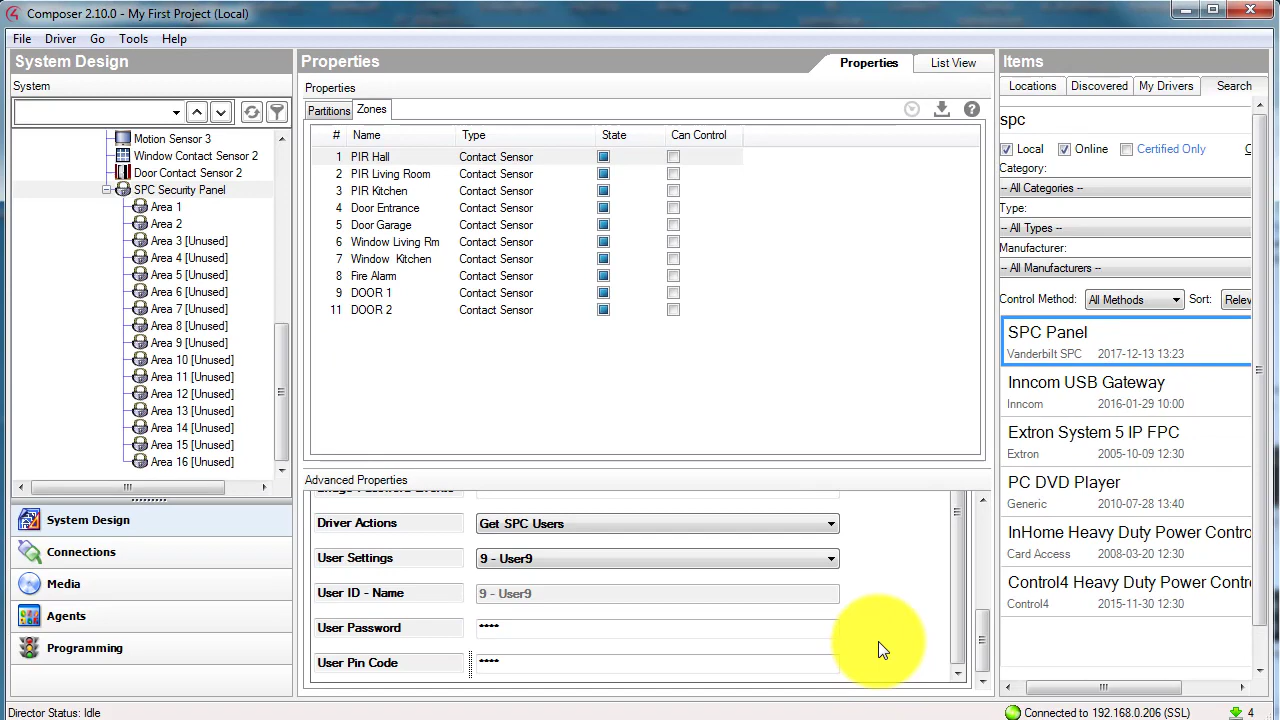 Composer 2.10.0 - My First Project (Local)
File Driver Go Tools Help
System Design
System
Motion Sensor 3
Window Contact Sensor 2
Door Contact Sensor 2
SPC Security Panel
Area 1
Area 2
Area 3 [Unused]
Area 4 [Unused]
Area 5 [Unused]
Area 6 [Unused]
Area 7 [Unused]
Area 8 [Unused]
Area 9 [Unused]
Area 10 [Unused]
Area 11 [Unused]
Area 12 [Unused]
Area 13 [Unused]
Area 14 [Unused]
Area 15 [Unused]
Area 16 [Unused]
System Design
Connections
Media
Agents
Programming
Properties
Properties List View
Properties
Partitions Zones
# Name Type State Can Control
1 PIR Hall Contact Sensor
2 PIR Living Room Contact Sensor
3 PIR Kitchen Contact Sensor
4 Door Entrance Contact Sensor
5 Door Garage Contact Sensor
6 Window Living Rm Contact Sensor
7 Window Kitchen Contact Sensor
8 Fire Alarm Contact Sensor
9 DOOR 1 Contact Sensor
11 DOOR 2 Contact Sensor
Advanced Properties
Driver Actions Get SPC Users
User Settings 9 - User9
User ID - Name 9 - User9
User Password ****
User Pin Code ****
Items
Locations Discovered My Drivers Search
spc
Local Online Certified Only
Category:
-- All Categories --
Type:
-- All Types --
Manufacturer:
-- All Manufacturers --
Control Method: All Methods Sort: Relev
SPC Panel
Vanderbilt SPC 2017-12-13 13:23
Inncom USB Gateway
Inncom 2016-01-29 10:00
Extron System 5 IP FPC
Extron 2005-10-09 12:30
PC DVD Player
Generic 2010-07-28 13:40
InHome Heavy Duty Power Contro
Card Access 2008-03-20 12:30
Control4 Heavy Duty Power Contr
Control4 2015-11-30 12:30
Director Status: Idle
Connected to 192.168.0.206 (SSL) 4